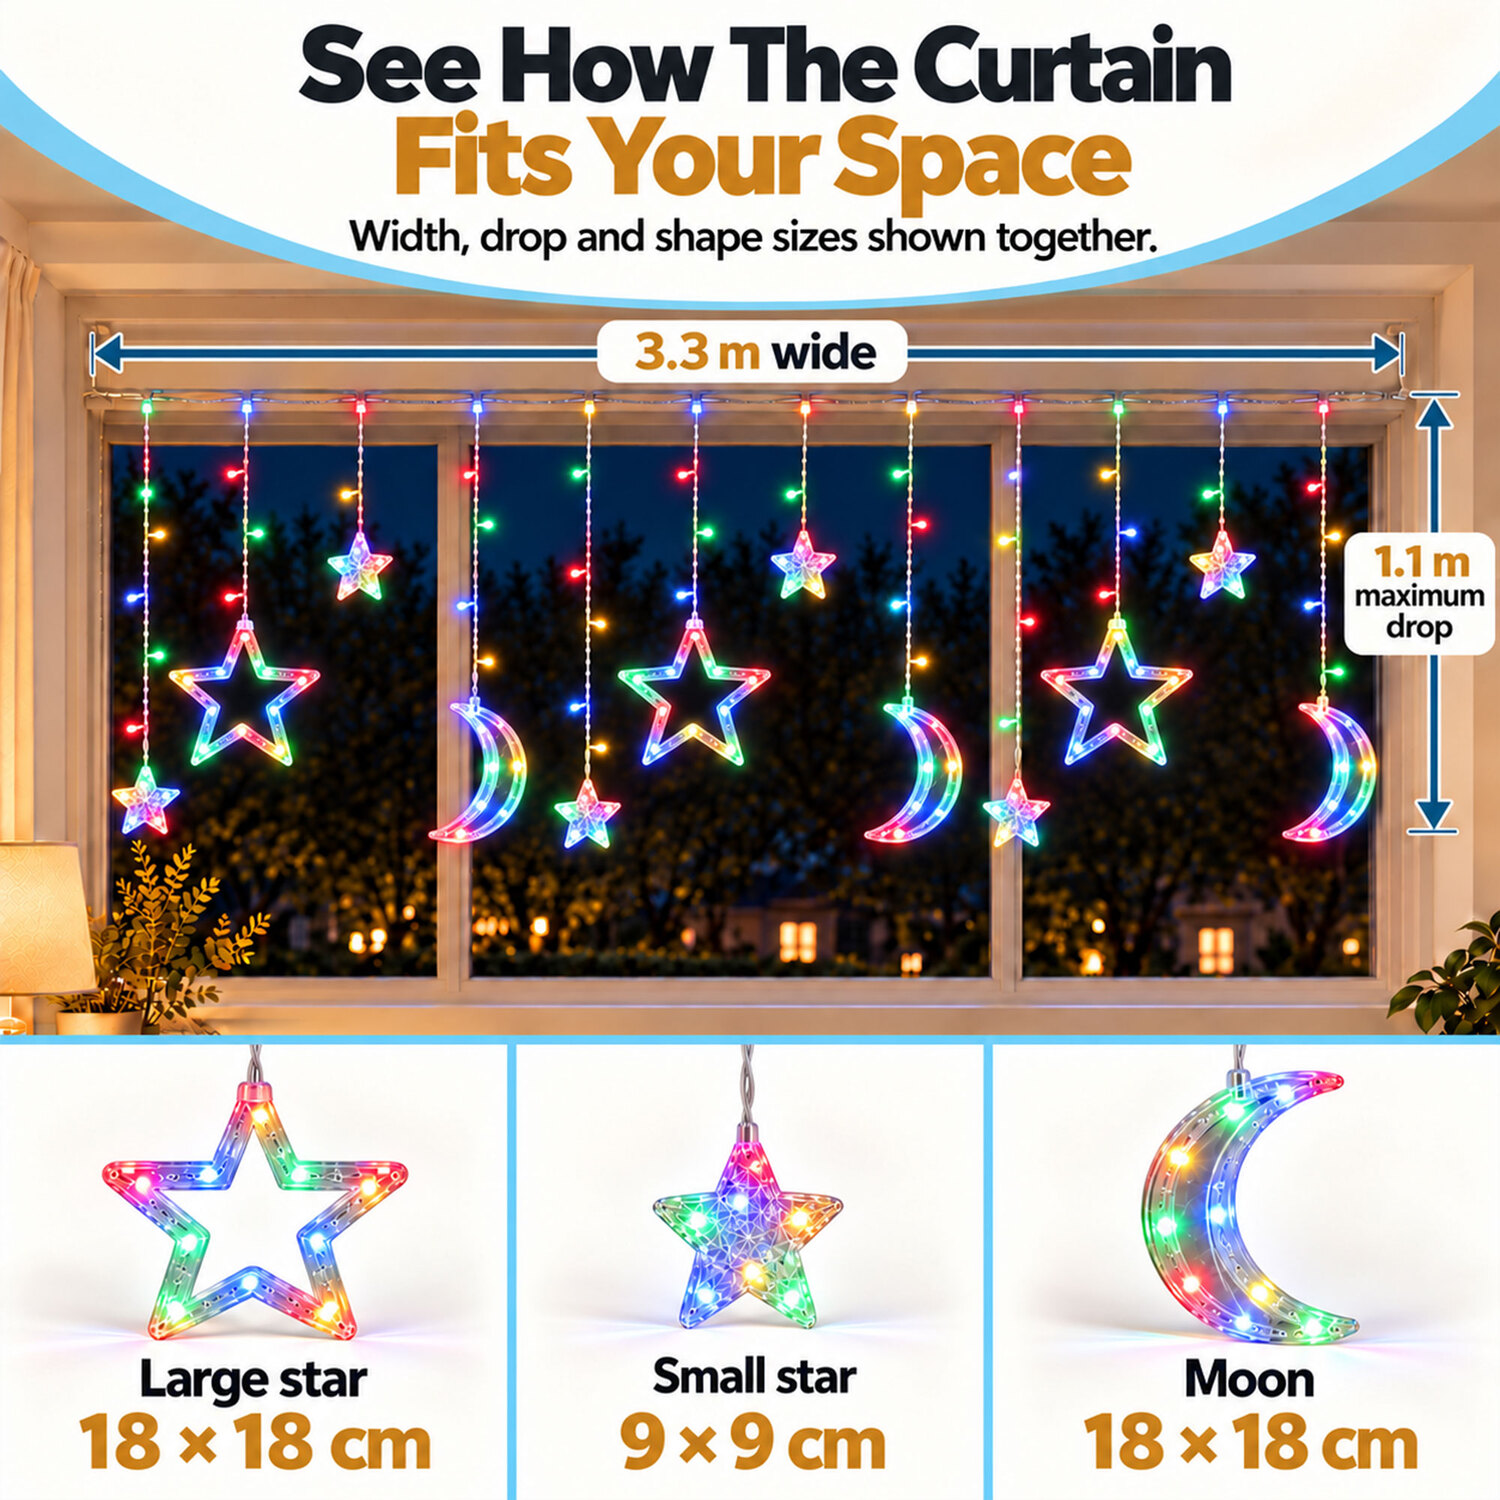 See How The Curtain
Fits Your Space
Width, drop and shape sizes shown together.
3.3 m wide
1.1 m
maximum
drop
Large star
18 × 18 cm
Small star
9 × 9 cm
Moon
18 × 18 cm